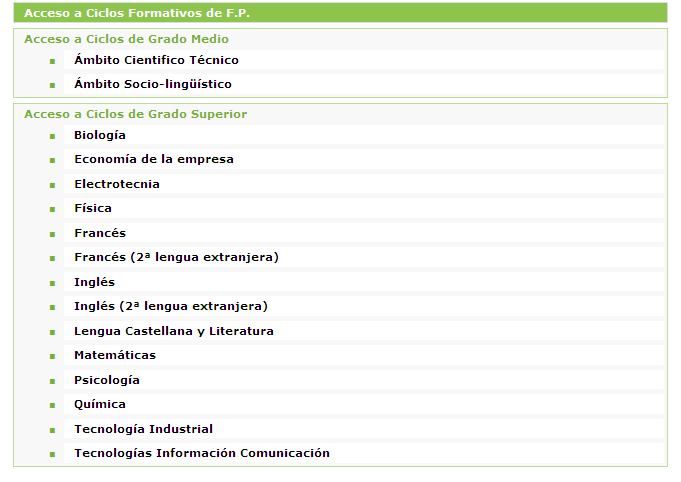 Acceso a Ciclos Formativos de F.P.
Acceso a Ciclos de Grado Medio
Ámbito Cientifico Técnico
Ámbito Socio-lingüístico
Acceso a Ciclos de Grado Superior
Biología
Economía de la empresa
Electrotecnia
Física
Francés
Francés (2ª lengua extranjera)
Inglés
Inglés (2ª lengua extranjera)
Lengua Castellana y Literatura
Matemáticas
Psicología
Química
Tecnología Industrial
Tecnologías Información Comunicación